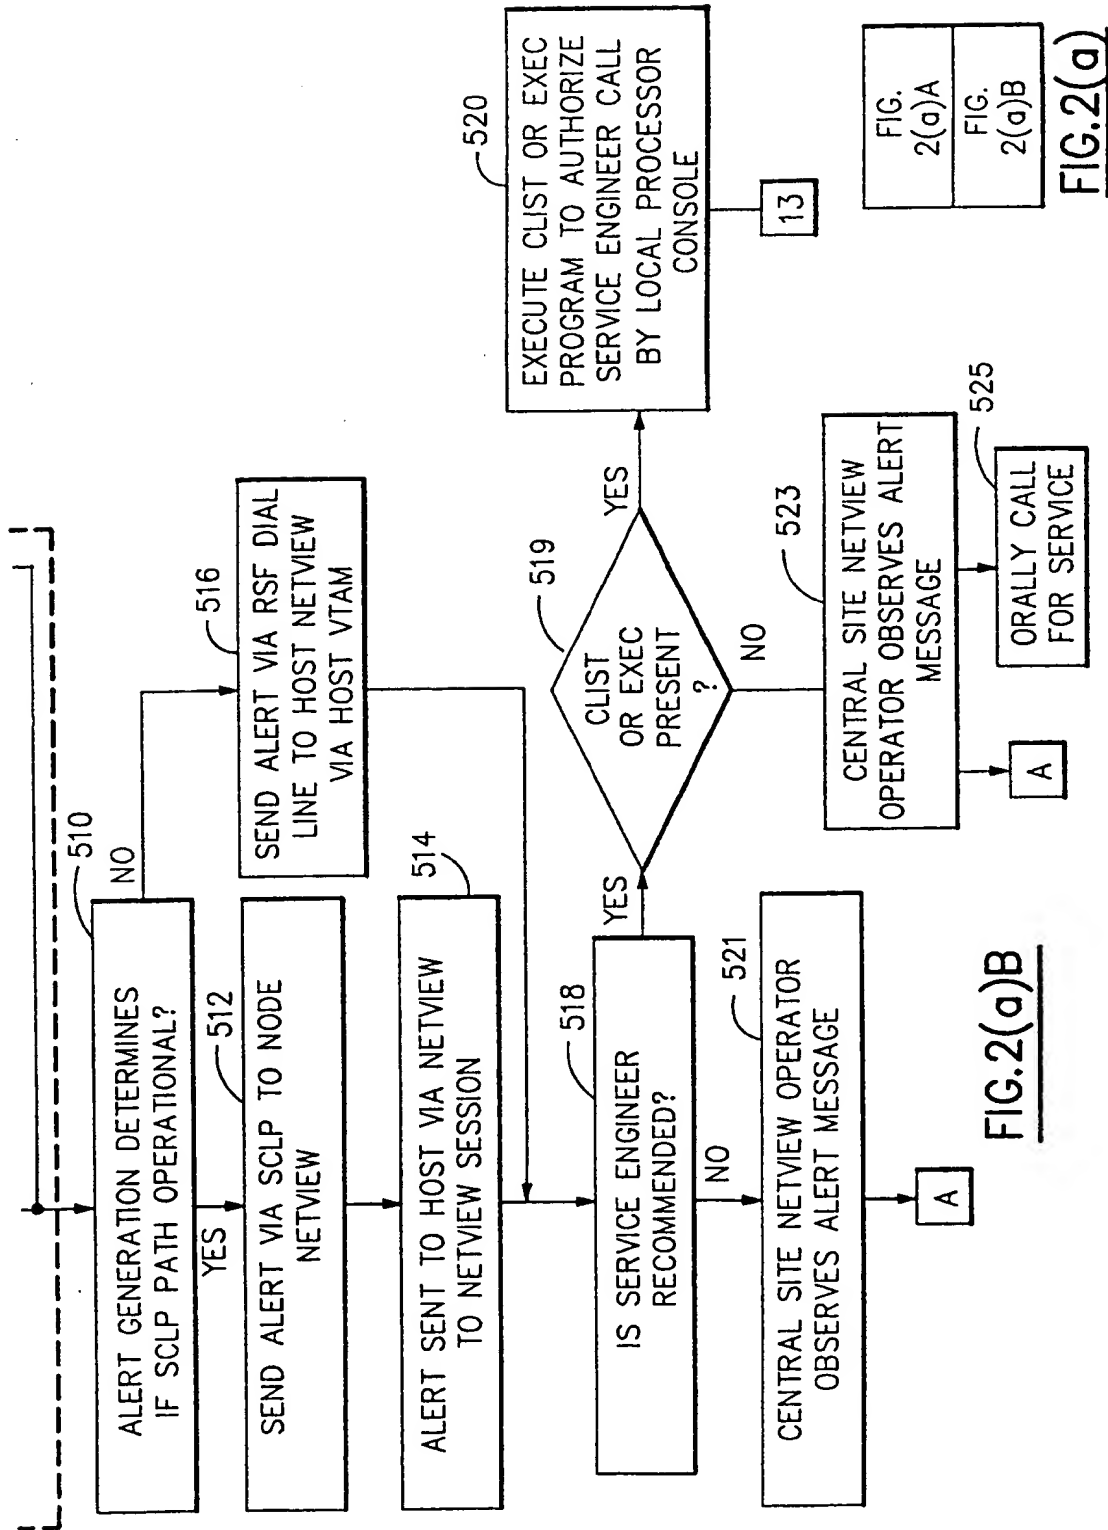 510
ALERT GENERATION DETERMINES
IF SCLP PATH OPERATIONAL?
NO
YES
512
SEND ALERT VIA SCLP TO NODE
NETVIEW
516
SEND ALERT VIA RSF DIAL
LINE TO HOST NETVIEW
VIA HOST VTAM
514
ALERT SENT TO HOST VIA NETVIEW
TO NETVIEW SESSION
518
IS SERVICE ENGINEER
RECOMMENDED?
YES
NO
519
CLIST
OR EXEC
PRESENT
?
YES
NO
520
EXECUTE CLIST OR EXEC
PROGRAM TO AUTHORIZE
SERVICE ENGINEER CALL
BY LOCAL PROCESSOR
CONSOLE
13
521
CENTRAL SITE NETVIEW OPERATOR
OBSERVES ALERT MESSAGE
A
523
CENTRAL SITE NETVIEW
OPERATOR OBSERVES ALERT
MESSAGE
A
525
ORALLY CALL
FOR SERVICE
FIG.2(a)B
FIG.
2(a)A
FIG.
2(a)B
FIG.2(a)